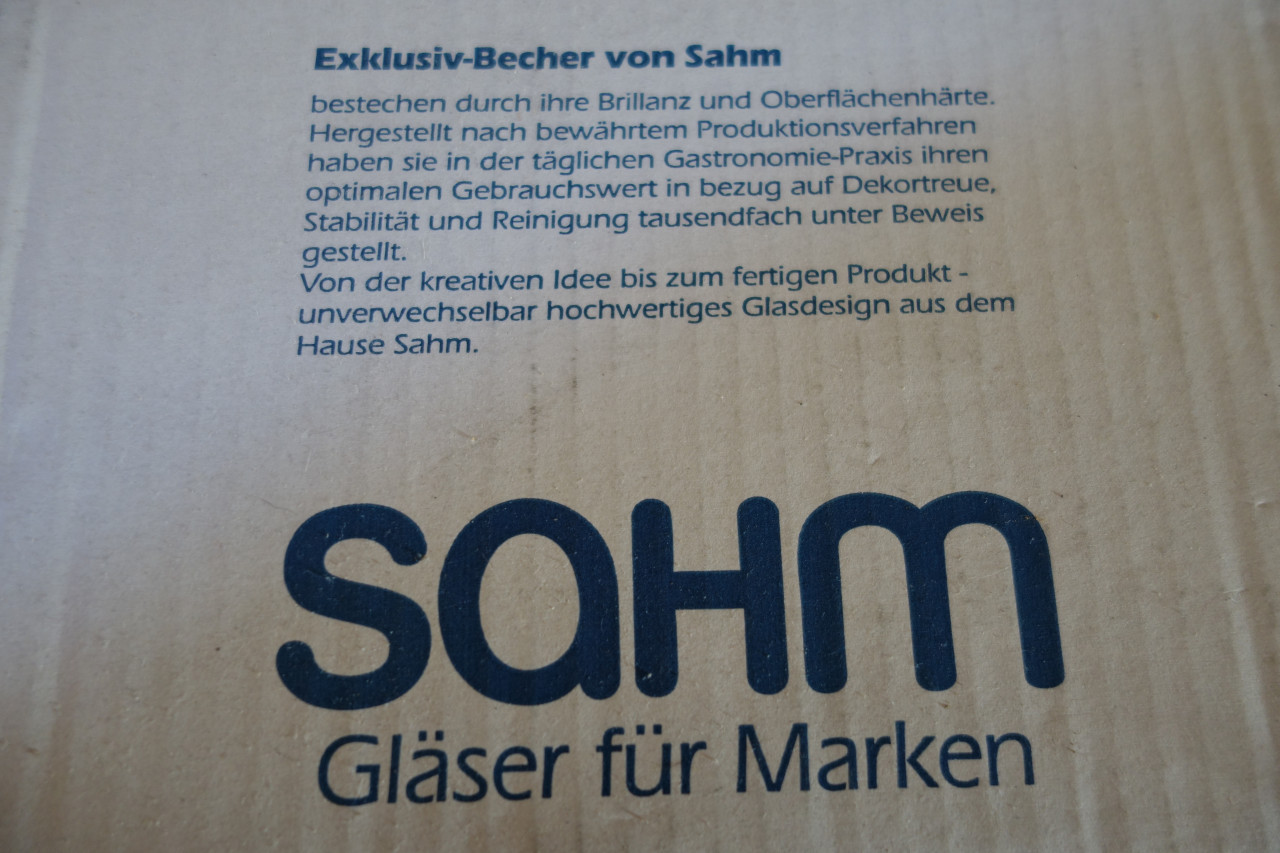 Exklusiv-Becher von Sahm
bestechen durch ihre Brillanz und Oberflächenhärte.
Hergestellt nach bewährtem Produktionsverfahren
haben sie in der täglichen Gastronomie-Praxis ihren
optimalen Gebrauchswert in bezug auf Dekortreue,
Stabilität und Reinigung tausendfach unter Beweis
gestellt.
Von der kreativen Idee bis zum fertigen Produkt -
unverwechselbar hochwertiges Glasdesign aus dem
Hause Sahm.
saHm
Gläser für Marken